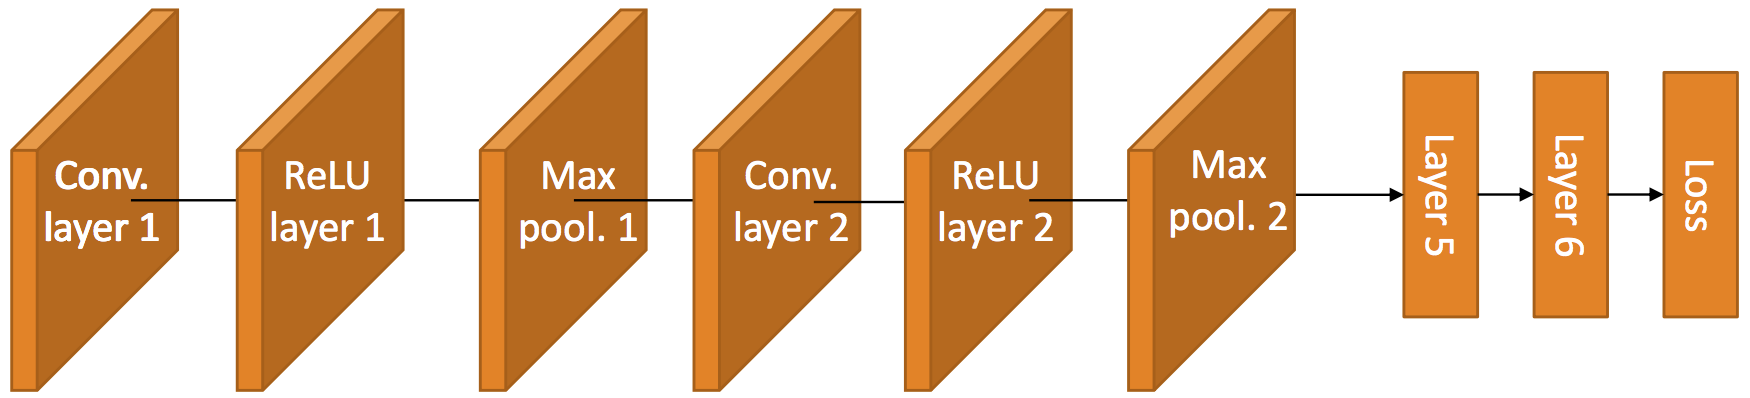 Conv.
layer 1
ReLU
layer 1
Max
pool. 1
Conv.
layer 2
ReLU
layer 2
Max
pool. 2
Layer 5
Layer 6
Loss